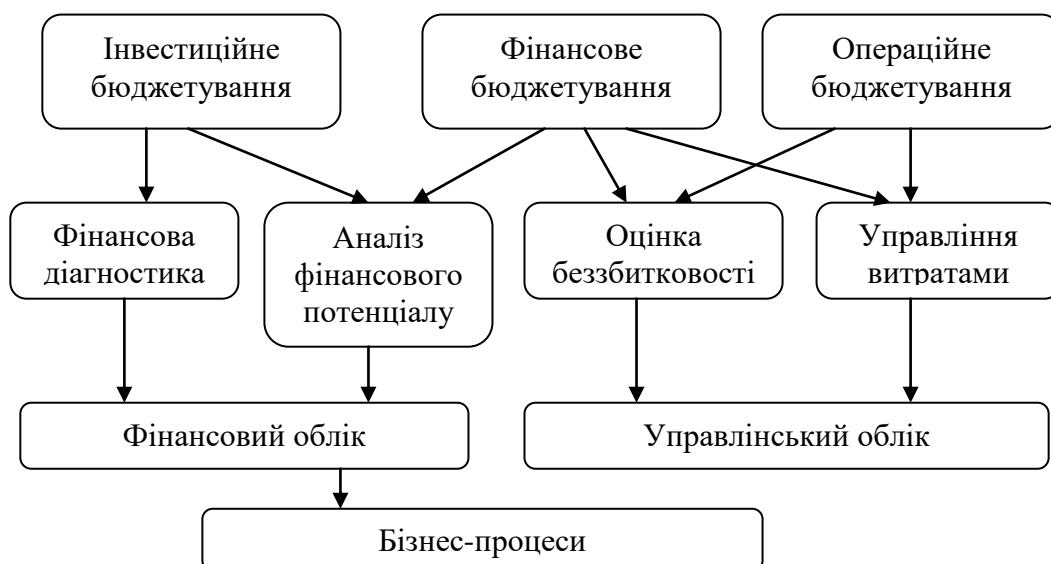 Інвестиційне
бюджетування
Фінансове
бюджетування
Операційне
бюджетування
Фінансова
діагностика
Аналіз
фінансового
потенціалу
Оцінка
беззбитковості
Управління
витратами
Фінансовий облік
Управлінський облік
Бізнес-процеси